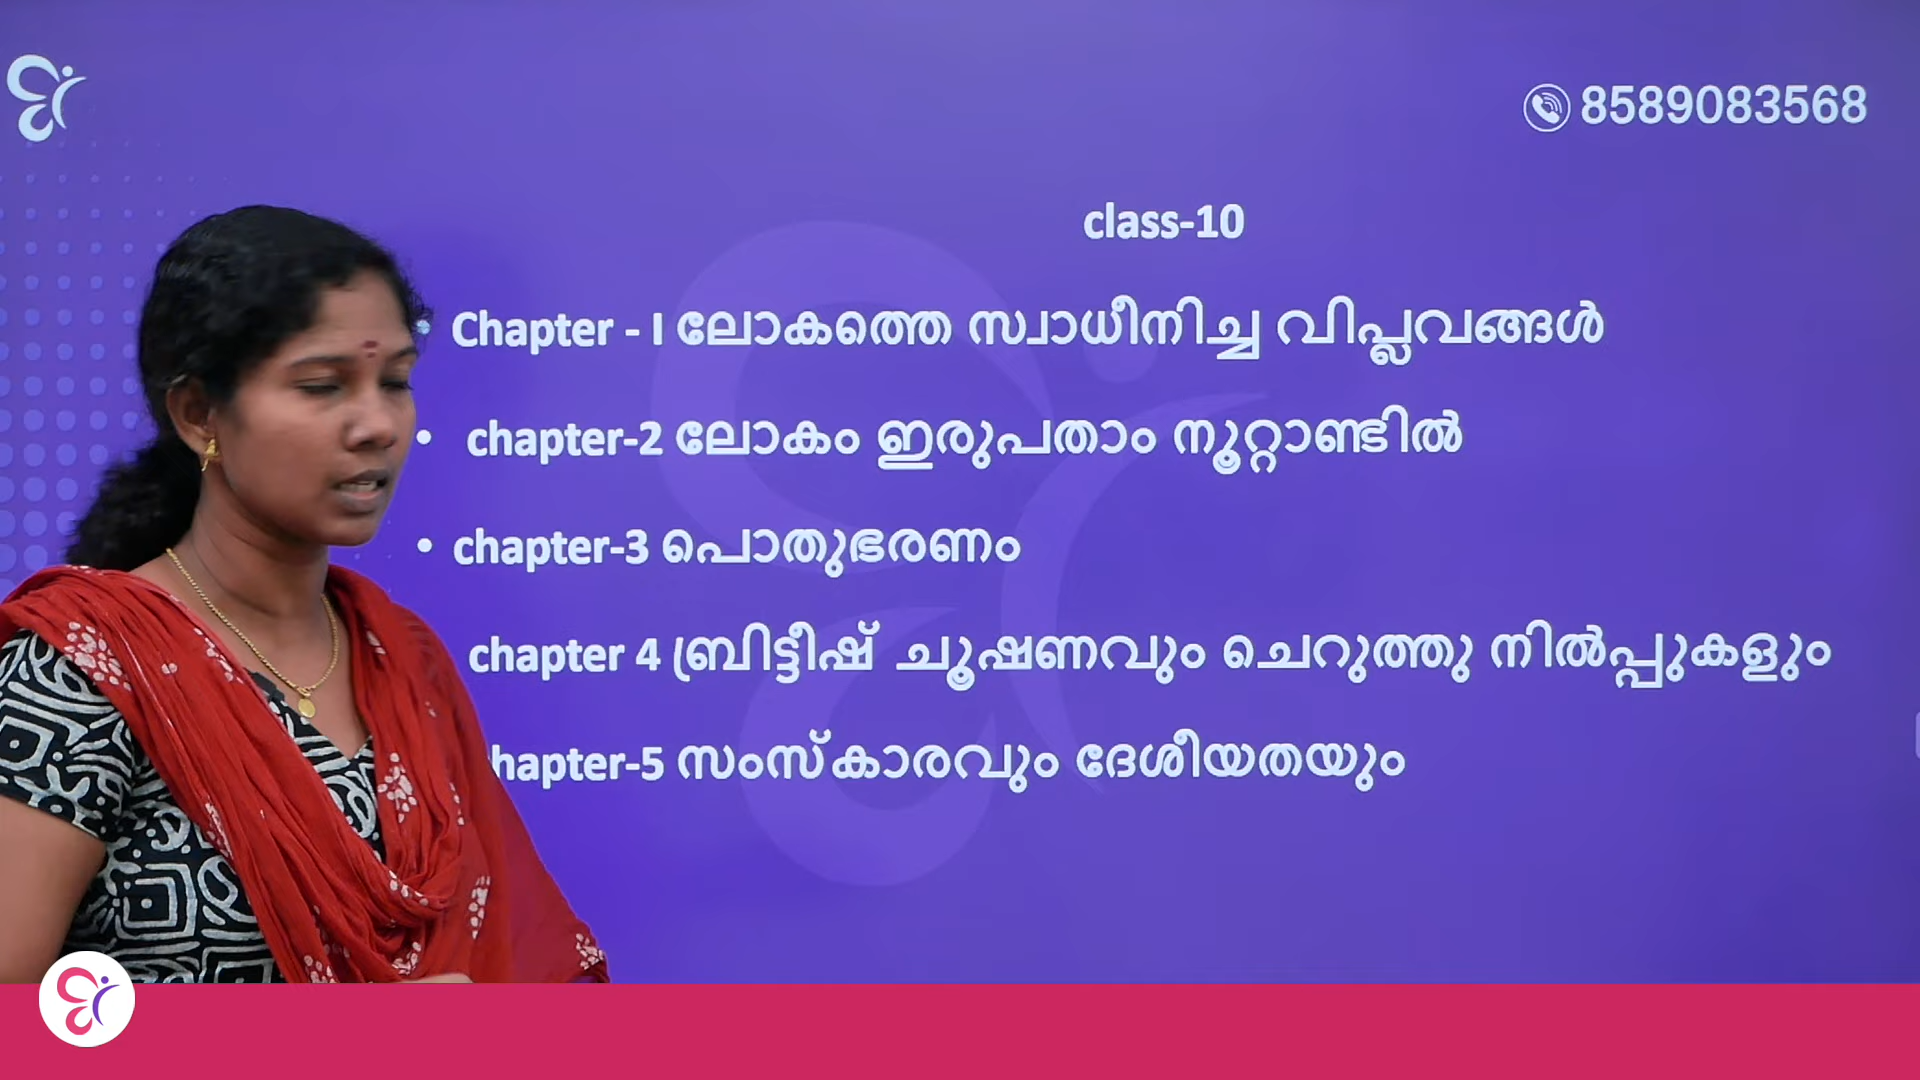 8589083568
class-10
• Chapter - I ലോകത്തെ സ്വാധീനിച്ച വിപ്ലവങ്ങൾ
• chapter-2 ലോകം ഇരുപതാം നൂറ്റാണ്ടിൽ
• chapter-3 പൊതുഭരണം
chapter 4 ബ്രിട്ടീഷ് ചൂഷണവും ചെറുത്തു നിൽപ്പുകളും
hapter-5 സംസ്കാരവും ദേശീയതയും